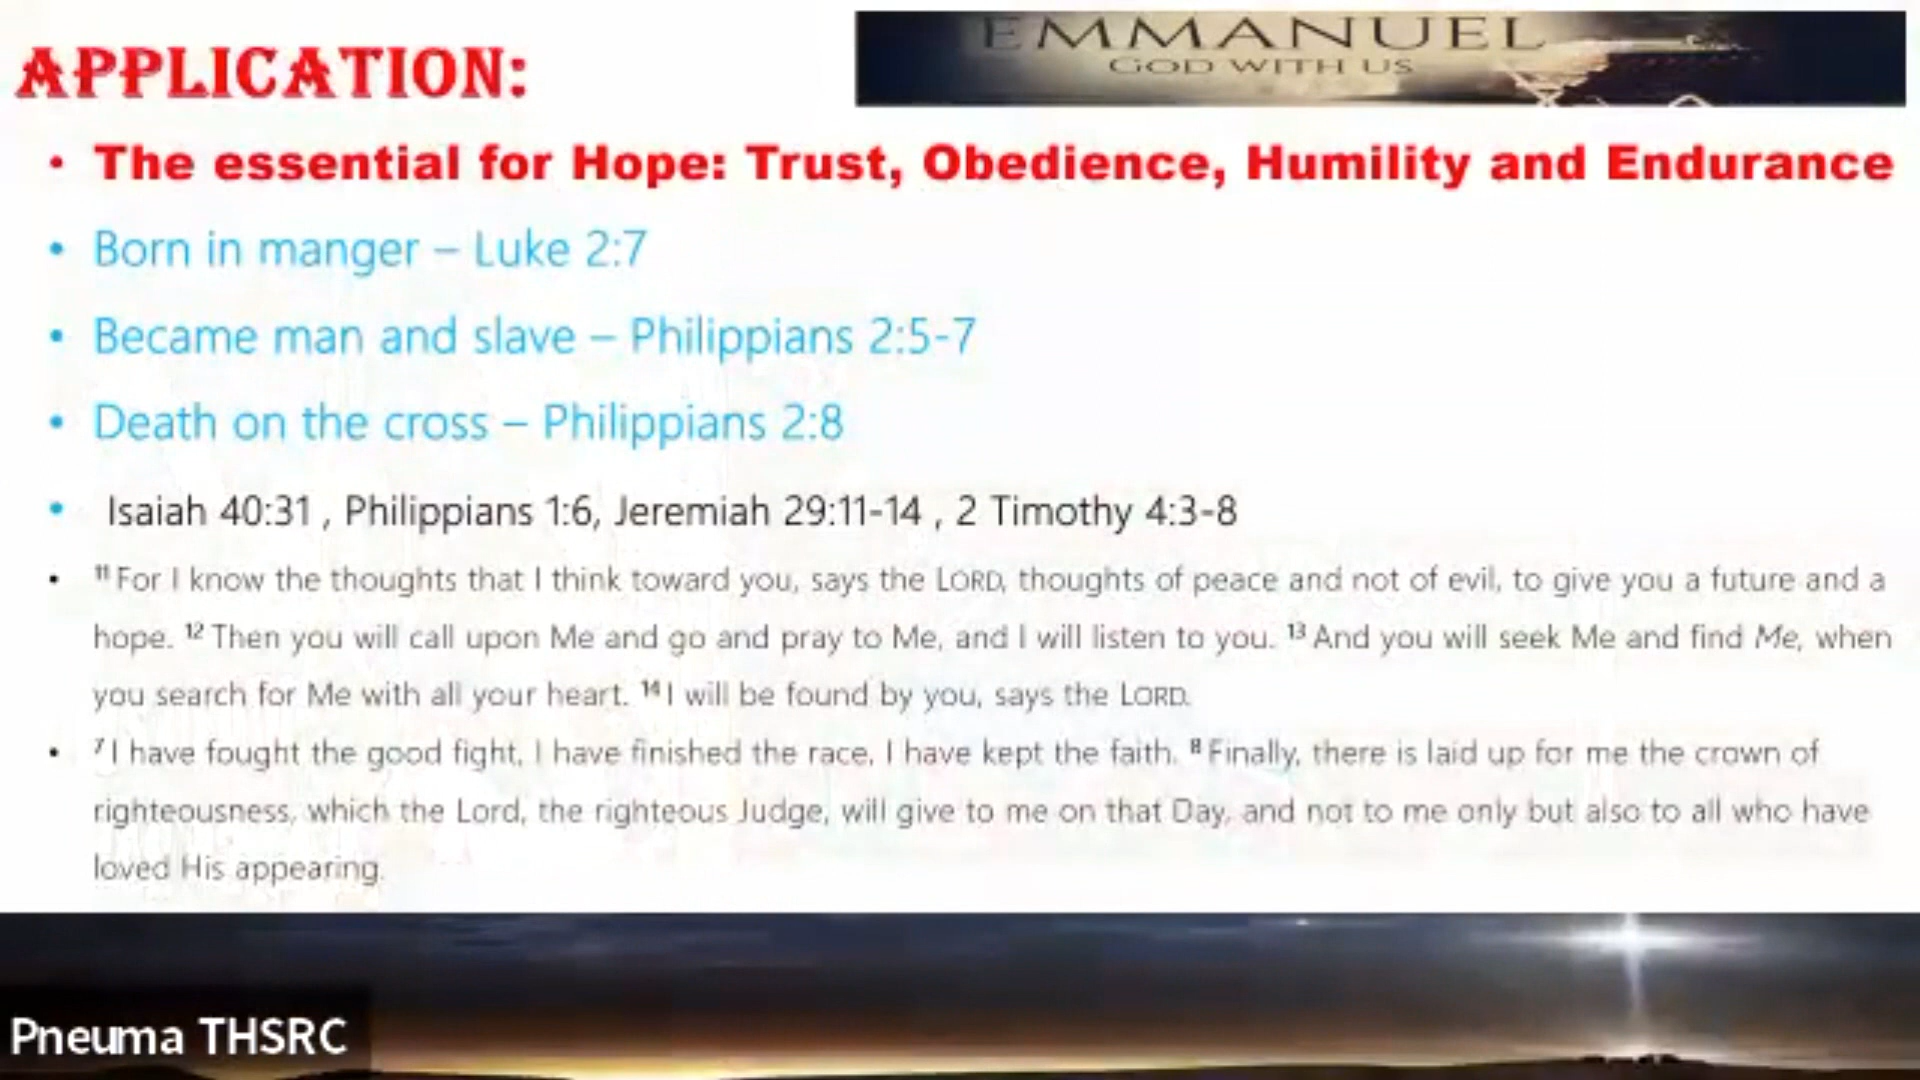 EMMANUEL
GOD WITH US
APPLICATION:
• The essential for Hope: Trust, Obedience, Humility and Endurance
• Born in manger – Luke 2:7
• Became man and slave – Philippians 2:5-7
• Death on the cross – Philippians 2:8
• Isaiah 40:31 , Philippians 1:6, Jeremiah 29:11-14 , 2 Timothy 4:3-8
• ¹¹ For I know the thoughts that I think toward you, says the LORD, thoughts of peace and not of evil, to give you a future and a
hope. ¹² Then you will call upon Me and go and pray to Me, and I will listen to you. ¹³ And you will seek Me and find Me, when
you search for Me with all your heart. ¹⁴ I will be found by you, says the LORD.
• ⁷ I have fought the good fight, I have finished the race, I have kept the faith. ⁸ Finally, there is laid up for me the crown of
righteousness, which the Lord, the righteous Judge, will give to me on that Day, and not to me only but also to all who have
loved His appearing.
Pneuma THSRC